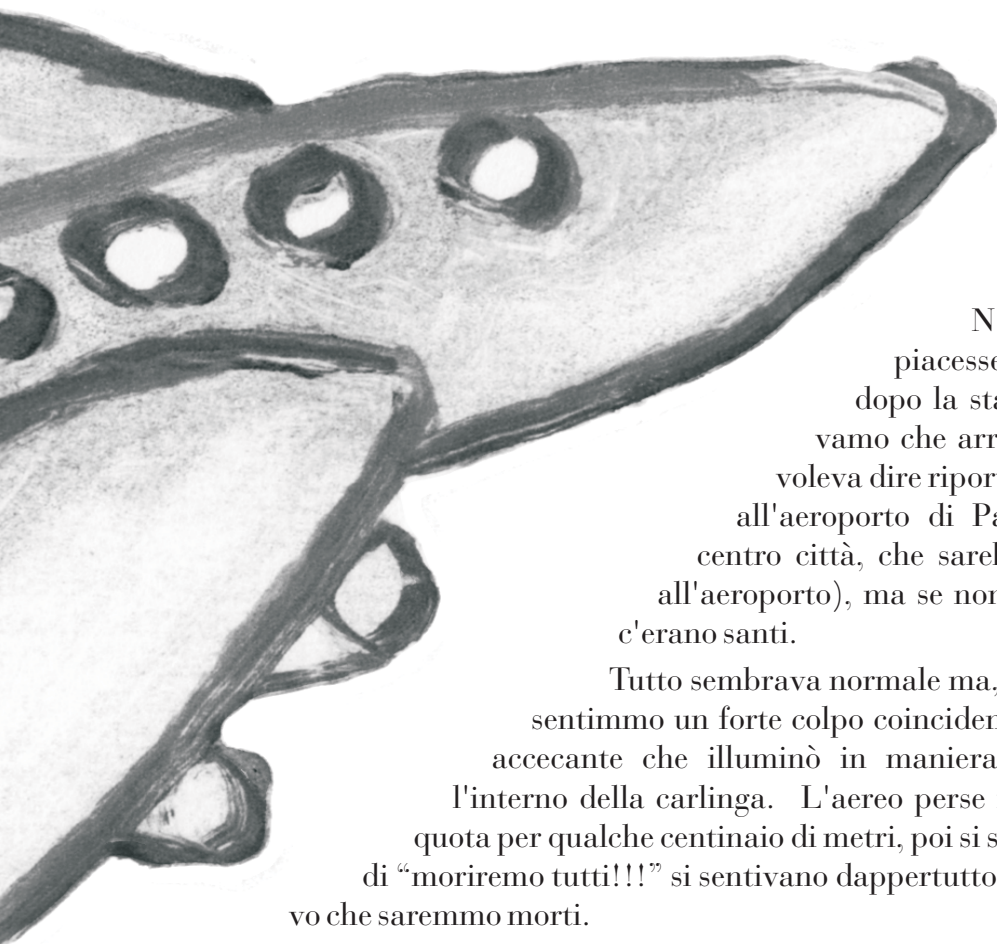 N
piacesse
dopo la sta
vamo che arr
voleva dire ripor
all'aeroporto di Pa
centro città, che sarel
all'aeroporto), ma se non
c'erano santi.
Tutto sembrava normale ma,
sentimmo un forte colpo coinciden
accecante che illuminò in maniera
l'interno della carlinga. L'aereo perse
quota per qualche centinaio di metri, poi si s
di “moriremo tutti!!!” si sentivano dappertutto
vo che saremmo morti.